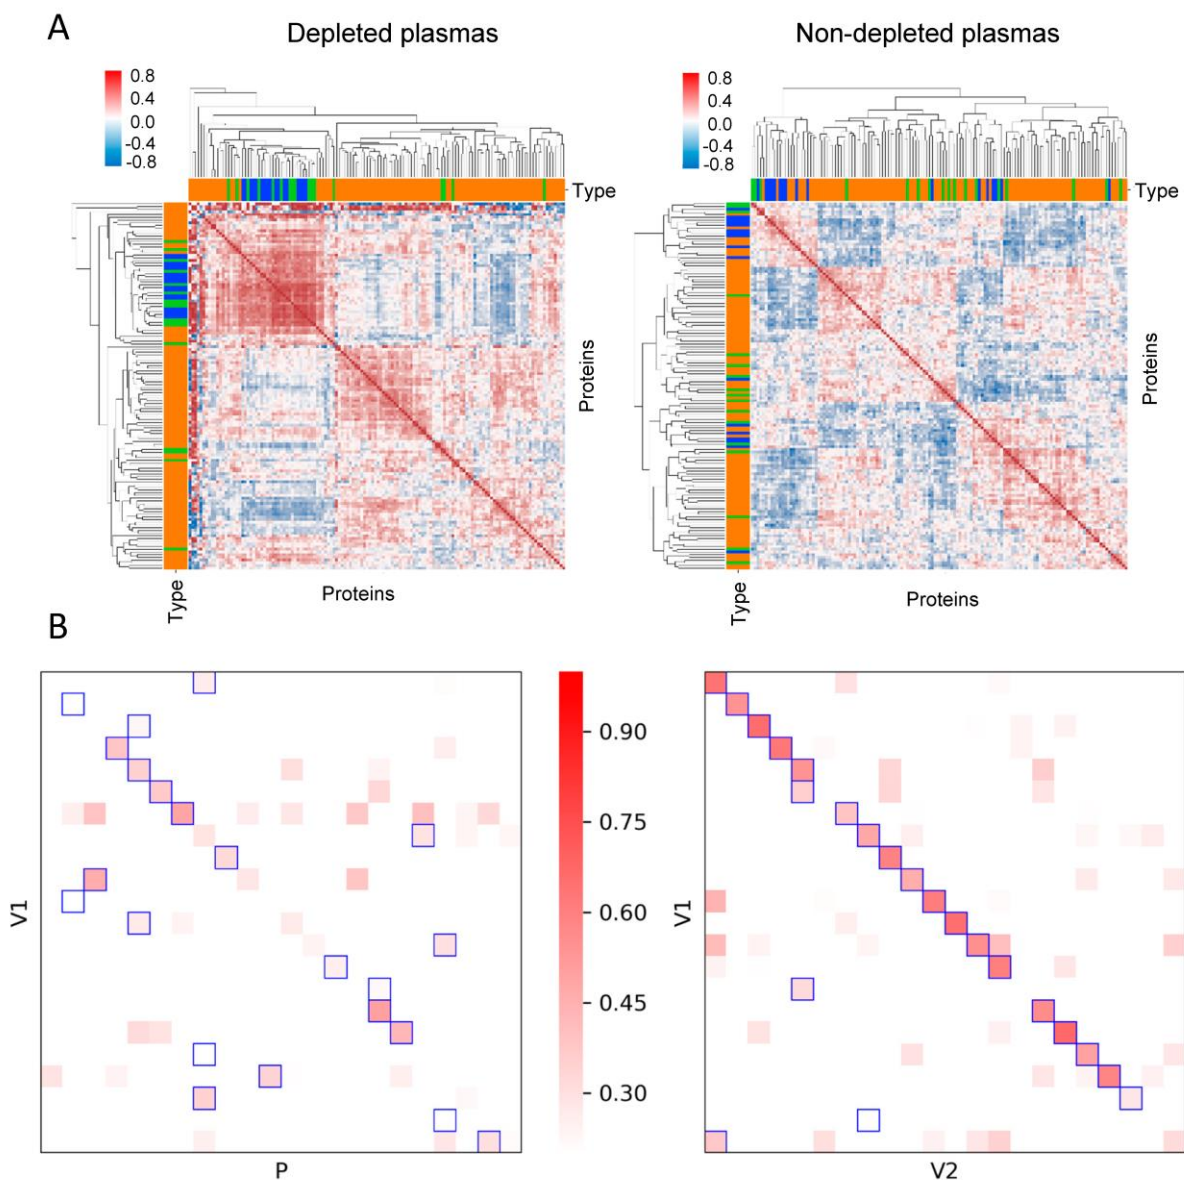 A
Depleted plasmas
Non-depleted plasmas
0.8
0.4
0.0
-0.4
-0.8
Type
Proteins
Type
Proteins
0.8
0.4
0.0
-0.4
-0.8
Type
Proteins
Type
Proteins
B
V1
P
0.90
0.75
0.60
0.45
0.30
V1
V2